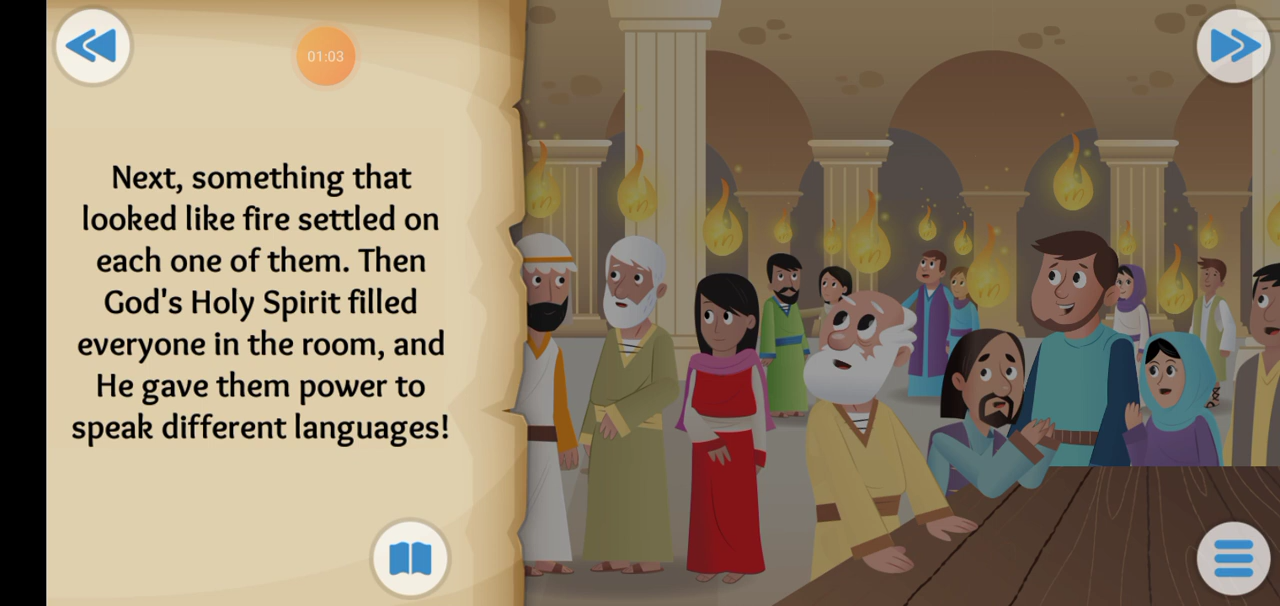 01:03
Next, something that
looked like fire settled on
each one of them. Then
God's Holy Spirit filled
everyone in the room, and
He gave them power to
speak different languages!